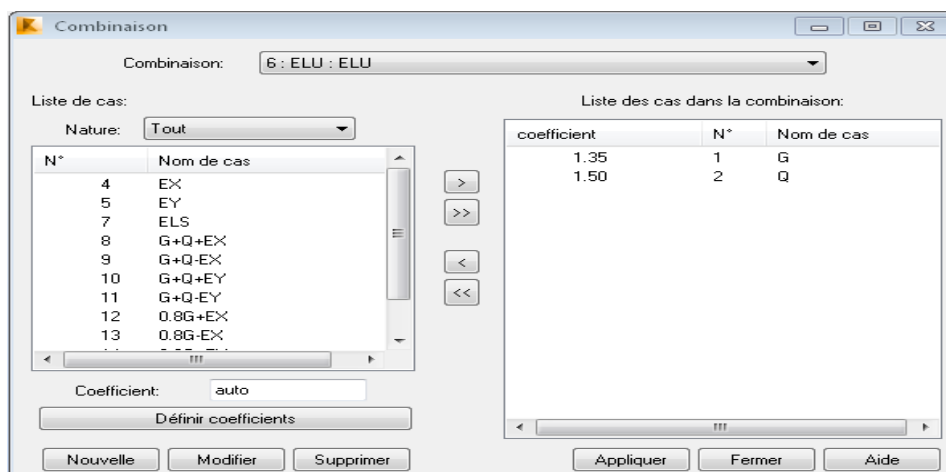 Combinaison
Combinaison: 6 : ELU : ELU
Liste de cas:
Nature: Tout
N° Nom de cas
4 EX
5 EY
7 ELS
8 G+Q+EX
9 G+Q-EX
10 G+Q+EY
11 G+Q-EY
12 0.8G+EX
13 0.8G-EX
Coefficient: auto
Définir coefficients
Nouvelle Modifier Supprimer
>
>>
<
<<
Liste des cas dans la combinaison:
coefficient N° Nom de cas
1.35 1 G
1.50 2 Q
Appliquer Fermer Aide